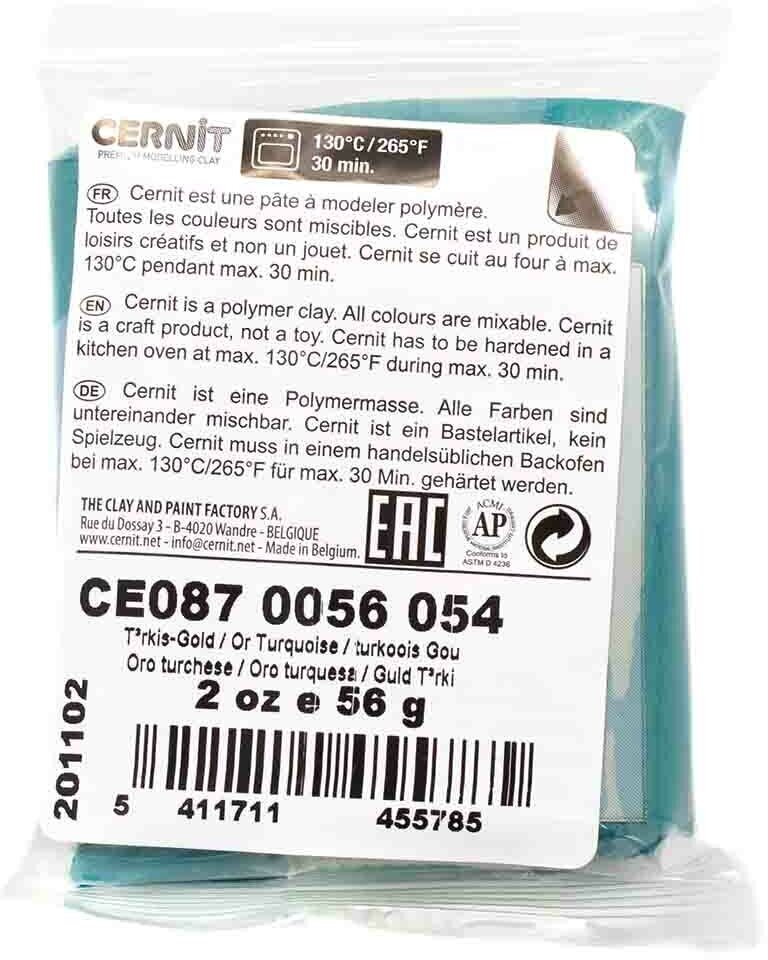 CERNIT
PREMIUM MODELLING CLAY
130°C/265°F
30 min.
FR Cernit est une pâte à modeler polymère.
Toutes les couleurs sont miscibles. Cernit est un produit de
loisirs créatifs et non un jouet. Cernit se cuit au four à max.
130°C pendant max. 30 min.
EN Cernit is a polymer clay. All colours are mixable. Cernit
is a craft product, not a toy. Cernit has to be hardened in a
kitchen oven at max. 130°C/265°F during max. 30 min.
DE Cernit ist eine Polymermasse. Alle Farben sind
untereinander mischbar. Cernit ist ein Bastelartikel, kein
Spielzeug. Cernit muss in einem handelsüblichen Backofen
bei max. 130°C/265°F für max. 30 Min. gehärtet werden.
THE CLAY AND PAINT FACTORY S.A.
Rue du Dossay 3 - B-4020 Wandre - BELGIQUE
www.cernit.net - info@cernit.net - Made in Belgium.
EAC
ACMI
AP
Conforms to
ASTM D 4236
CE087 0056 054
T³rkis-Gold / Or Turquoise / turkoois Gou
Oro turchese / Oro turquesa / Guld T³rki
2 oz e 56 g
201102
5 411711 455785